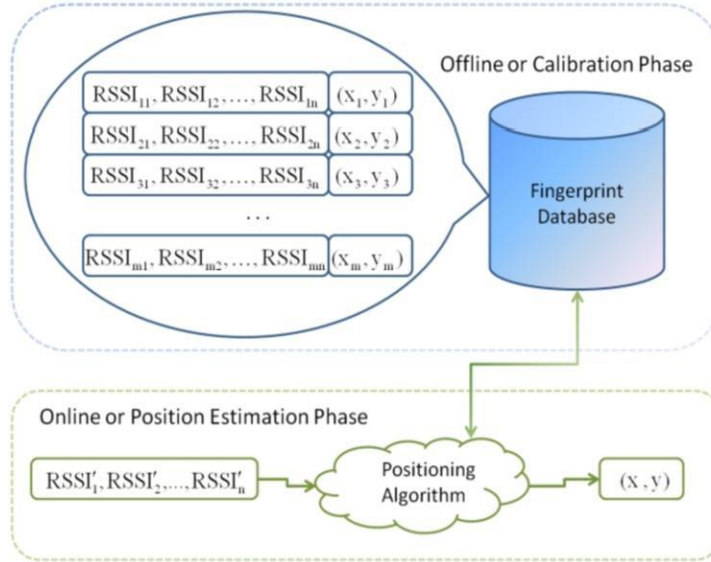 Offline or Calibration Phase
RSSI₁₁, RSSI₁₂, ..., RSSI₁ₙ (x₁, y₁)
RSSI₂₁, RSSI₂₂, ..., RSSI₂ₙ (x₂, y₂)
RSSI₃₁, RSSI₃₂, ..., RSSI₃ₙ (x₃, y₃)
...
RSSIₘ₁, RSSIₘ₂, ..., RSSIₘₙ (xₘ, yₘ)
Fingerprint
Database
Online or Position Estimation Phase
RSSI′₁, RSSI′₂, ..., RSSI′ₙ
Positioning
Algorithm
(x , y)